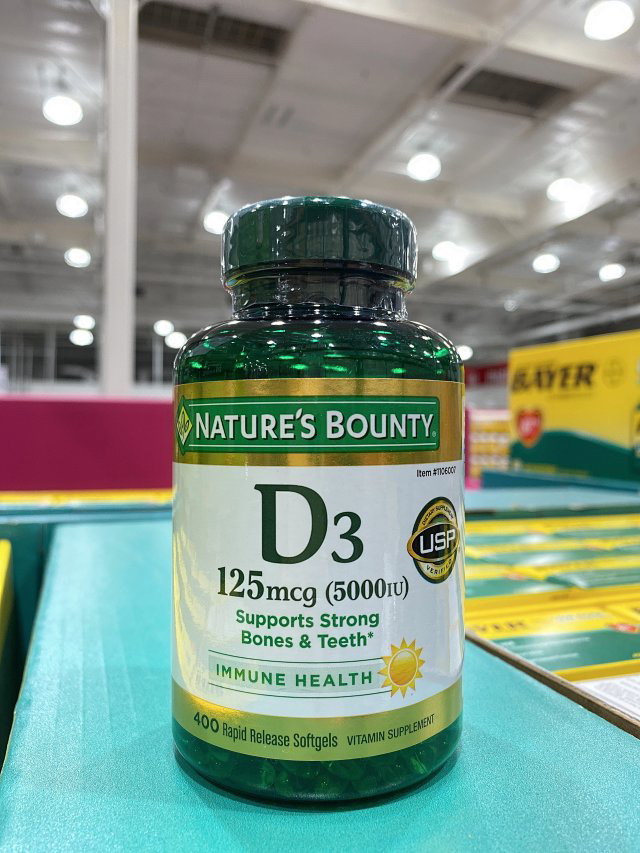 NATURE'S BOUNTY®
Item #1106007
D3
125mcg (5000IU)
USP
VERIFIED
Supports Strong
Bones & Teeth*
IMMUNE HEALTH
400 Rapid Release Softgels VITAMIN SUPPLEMENT
BAYER